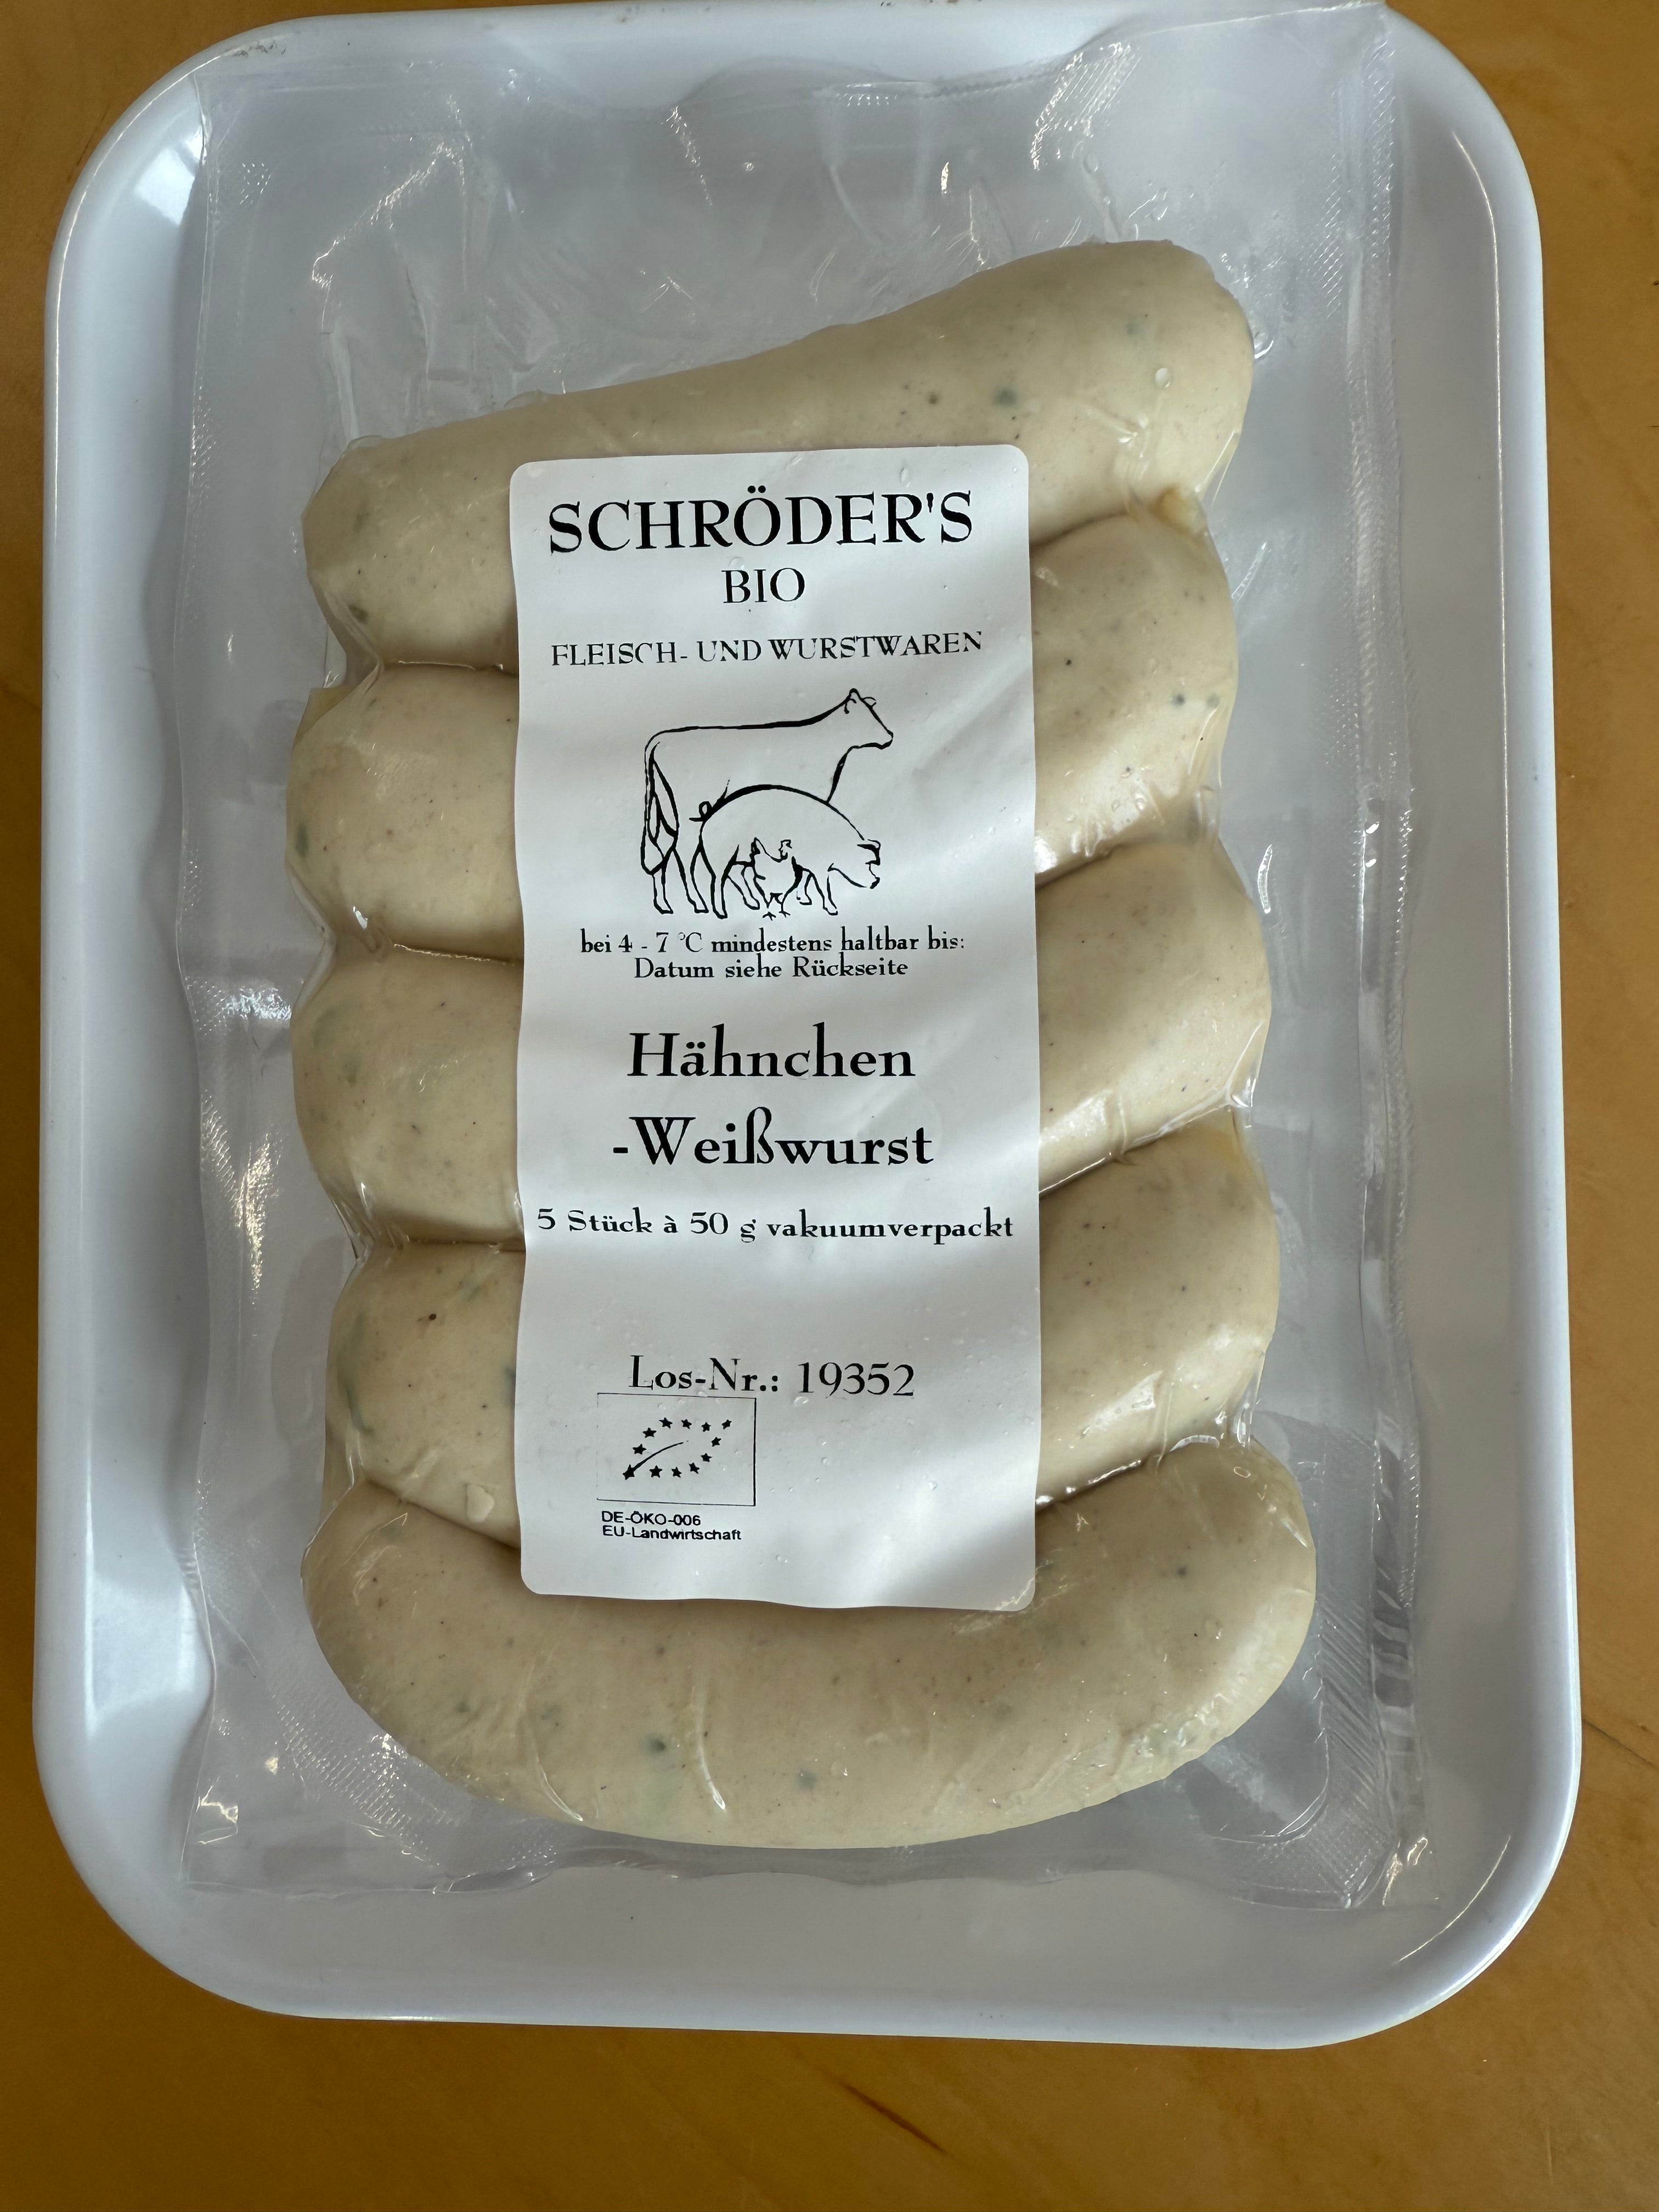 SCHRÖDER'S
BIO
FLEISCH- UND WURSTWAREN
bei 4 - 7 °C mindestens haltbar bis:
Datum siehe Rückseite
Hähnchen
-Weißwurst
5 Stück à 50 g vakuumverpackt
Los-Nr.: 19352
DE-ÖKO-006
EU-Landwirtschaft